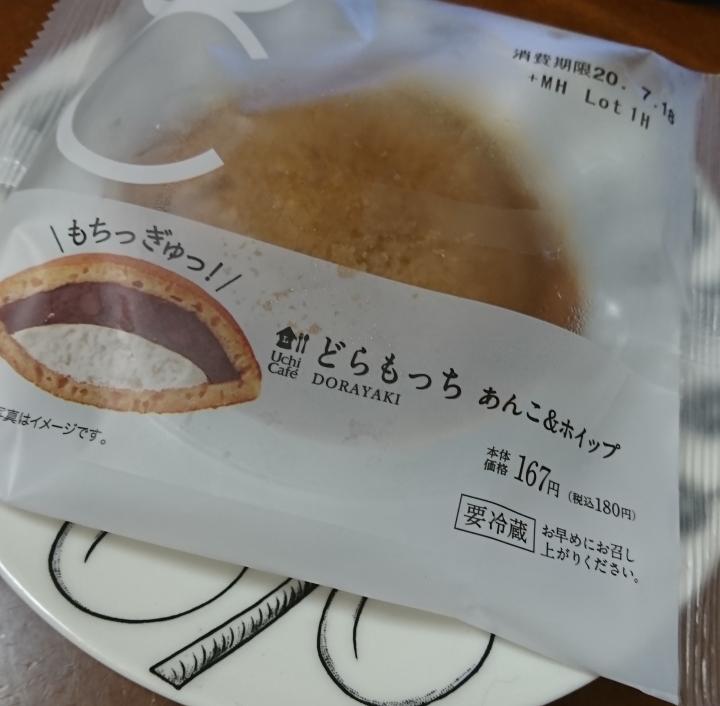 消費期限20. 7.18
+MH Lot 1H
\もちっぎゅっ!/
Uchi
Café
どらもっち あんこ&ホイップ
DORAYAKI
写真はイメージです。
本体
価格 167円 (税込180円)
要冷蔵 お早めにお召し
上がりください。